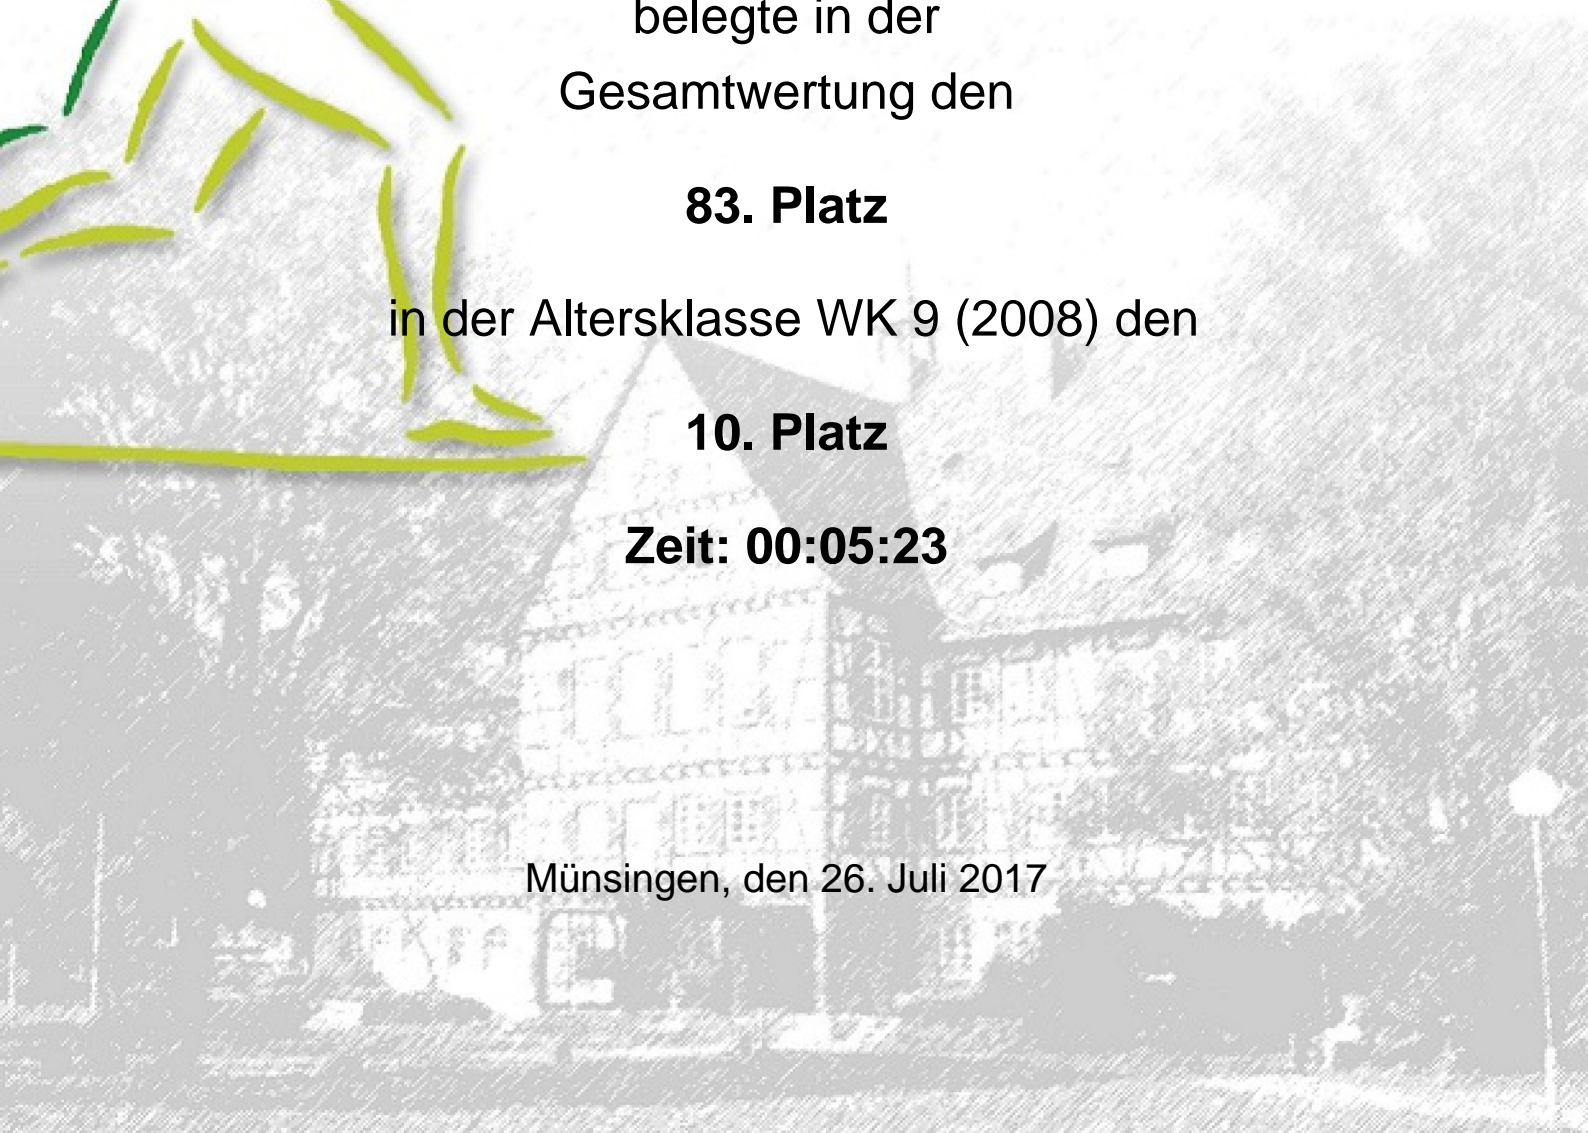 belegte in der
Gesamtwertung den
83. Platz
in der Altersklasse WK 9 (2008) den
10. Platz
Zeit: 00:05:23
Münsingen, den 26. Juli 2017